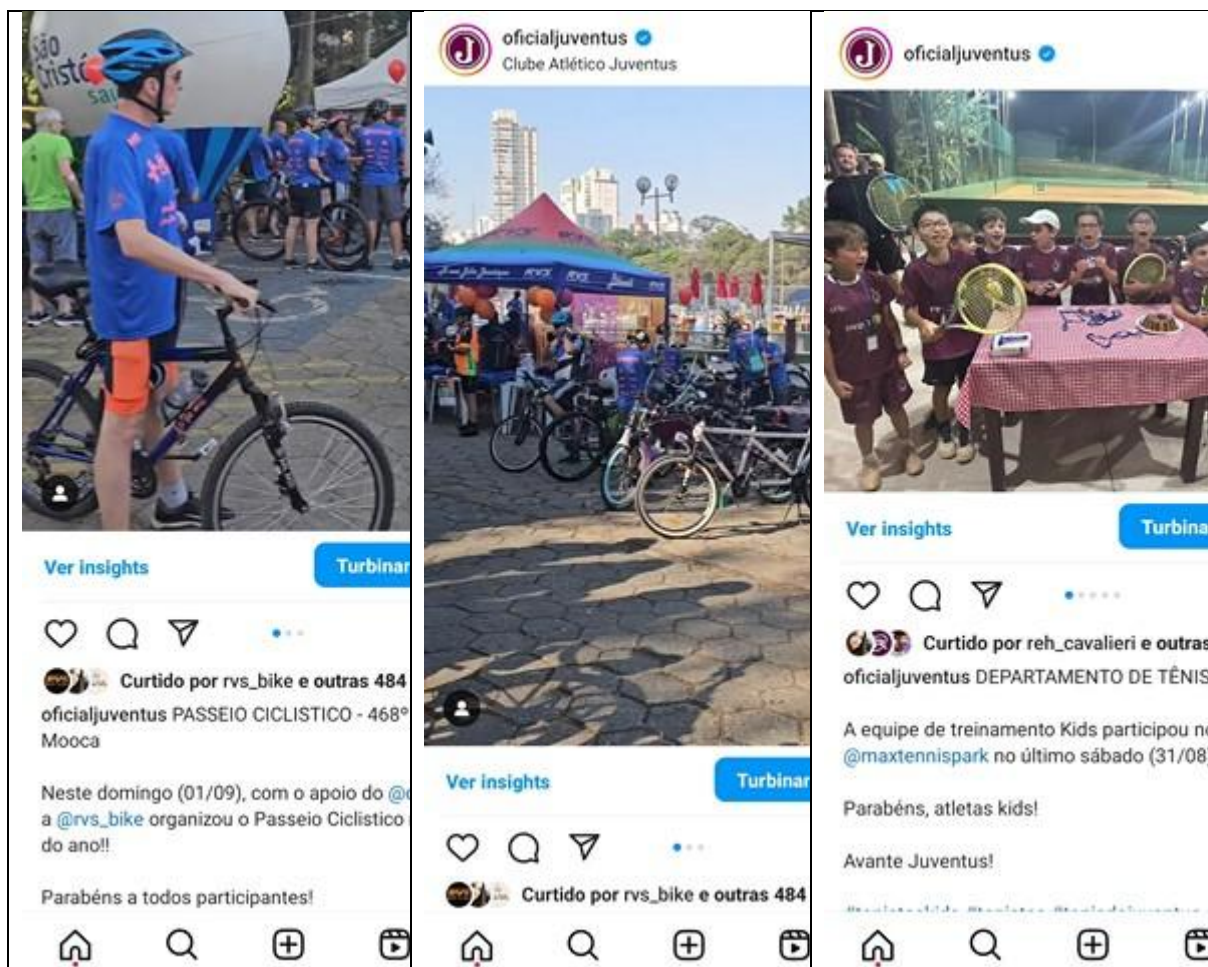 São
Cristó
saú
Ver insights
Turbinar
Curtido por rvs_bike e outras 484
oficialjuventus PASSEIO CICLISTICO - 468º
Mooca
Neste domingo (01/09), com o apoio do
a @rvs_bike organizou o Passeio Ciclistico
do ano!!
Parabéns a todos participantes!
J
oficialjuventus
Clube Atlético Juventus
Ver insights
Turbinar
Curtido por rvs_bike e outras 484
J
oficialjuventus
Ver insights
Turbina
Curtido por reh_cavalieri e outras
oficialjuventus DEPARTAMENTO DE TÊNIS
A equipe de treinamento Kids participou no
@maxtennispark no último sábado (31/08)
Parabéns, atletas kids!
Avante Juventus!